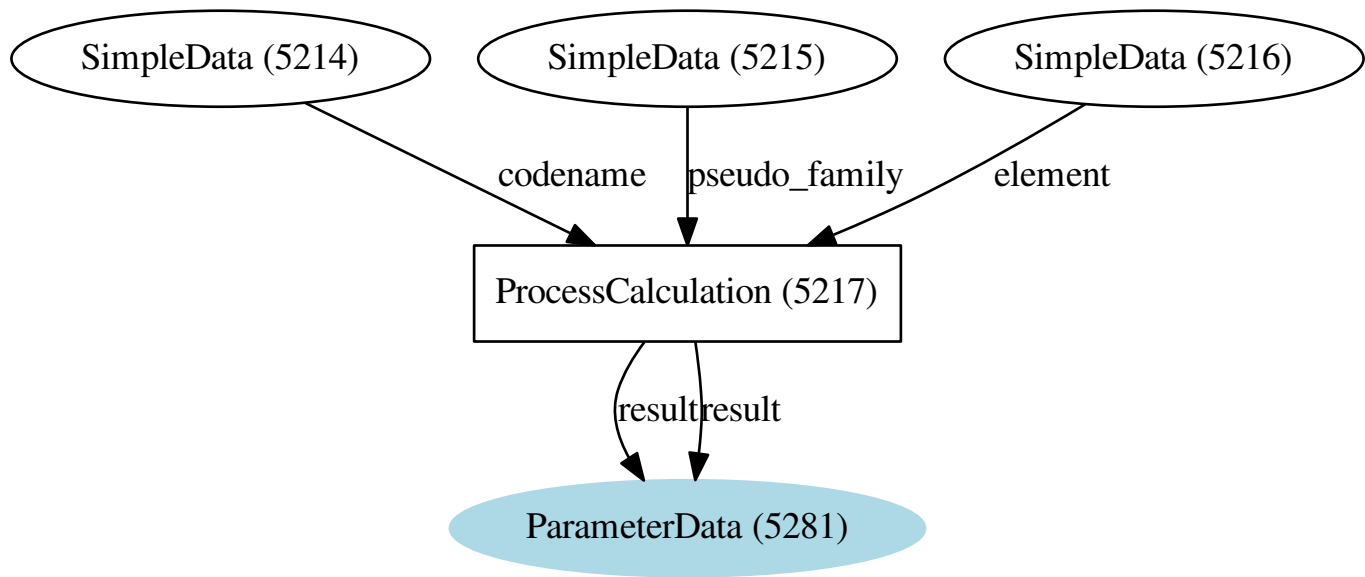 SimpleData (5214)
SimpleData (5215)
SimpleData (5216)
codename
pseudo_family
element
ProcessCalculation (5217)
result
result
ParameterData (5281)